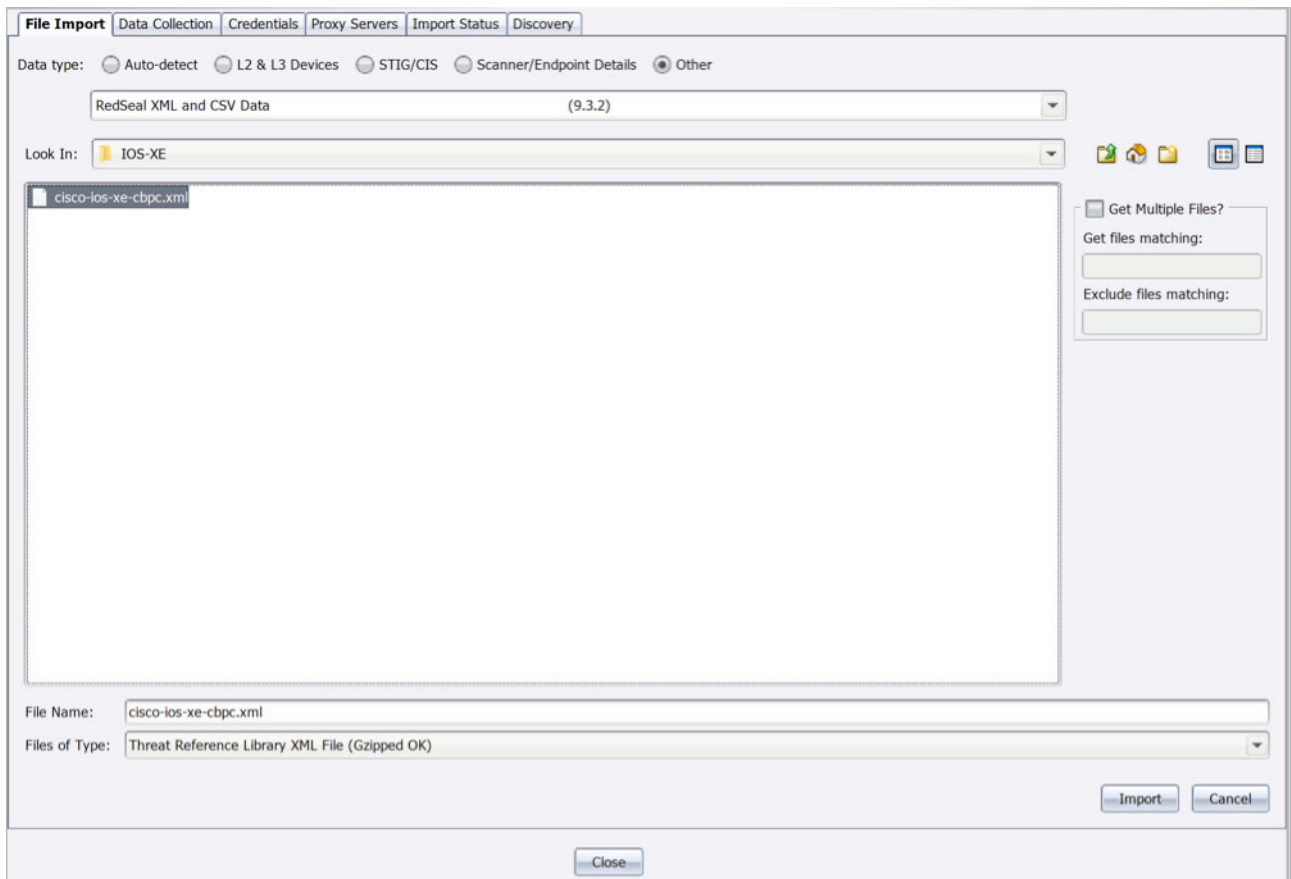 File Import Data Collection Credentials Proxy Servers Import Status Discovery
Data type: Auto-detect L2 & L3 Devices STIG/CIS Scanner/Endpoint Details Other
RedSeal XML and CSV Data (9.3.2)
Look In: IOS-XE
cisco-ios-xe-cbpc.xml
Get Multiple Files?
Get files matching:
Exclude files matching:
File Name: cisco-ios-xe-cbpc.xml
Files of Type: Threat Reference Library XML File (Gzipped OK)
Import Cancel
Close